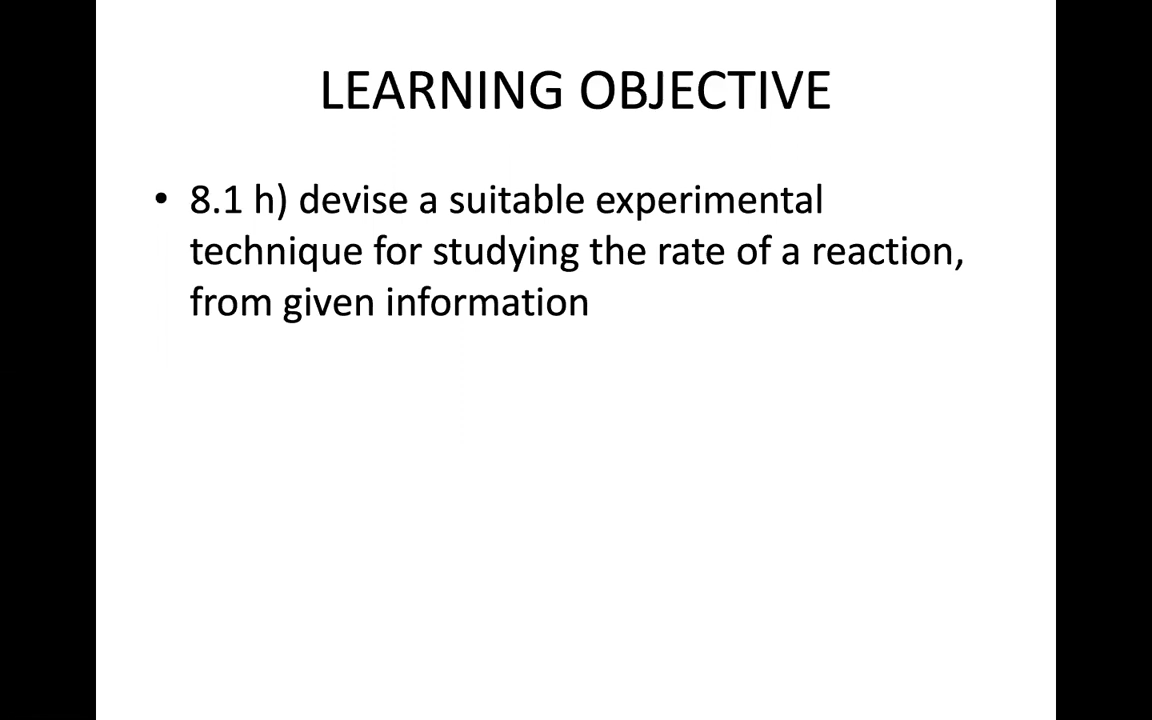 LEARNING OBJECTIVE
• 8.1 h) devise a suitable experimental
technique for studying the rate of a reaction,
from given information